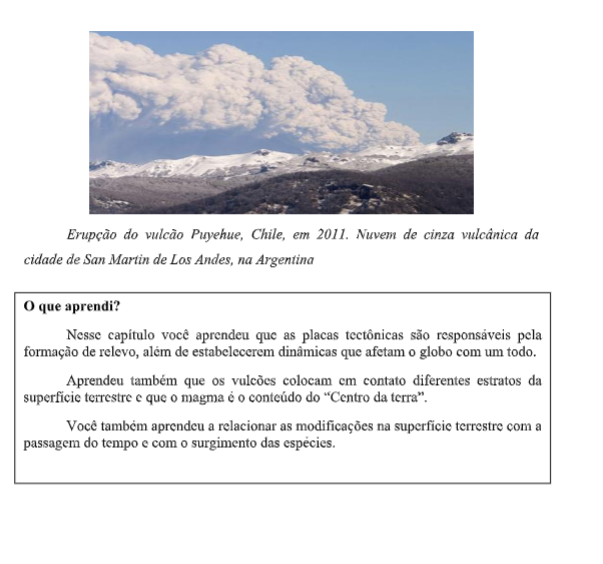 Erupção do vulcão Puyehue, Chile, em 2011. Nuvem de cinza vulcânica da
cidade de San Martin de Los Andes, na Argentina
O que aprendi?
Nesse capítulo você aprendeu que as placas tectônicas são responsáveis pela
formação de relevo, além de estabelecerem dinâmicas que afetam o globo com um todo.
Aprendeu também que os vulcões colocam em contato diferentes estratos da
superfície terrestre e que o magma é o conteúdo do “Centro da terra”.
Você também aprendeu a relacionar as modificações na superfície terrestre com a
passagem do tempo e com o surgimento das espécies.